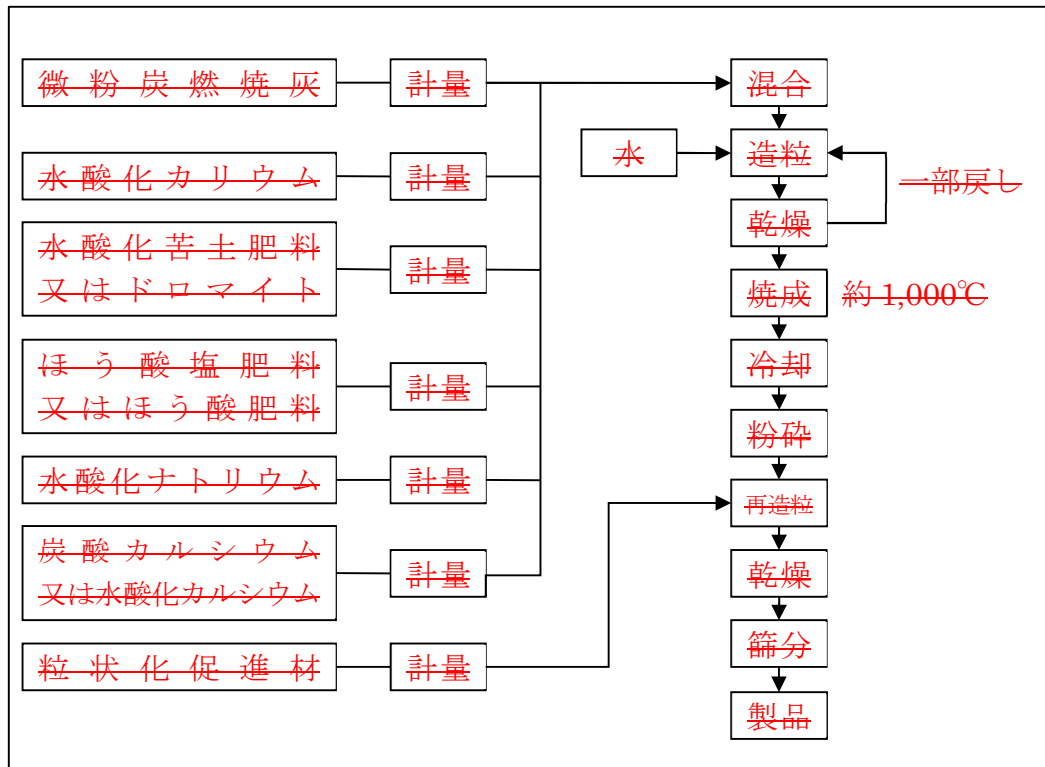 微粉炭燃焼灰
計量
混合
水酸化カリウム
計量
水
造粒
一部戻し
水酸化苦土肥料
又はドロマイト
計量
乾燥
焼成
約1,000℃
ほう酸塩肥料
又はほう酸肥料
計量
冷却
粉砕
水酸化ナトリウム
計量
再造粒
炭酸カルシウム
又は水酸化カルシウム
計量
乾燥
粒状化促進材
計量
篩分
製品